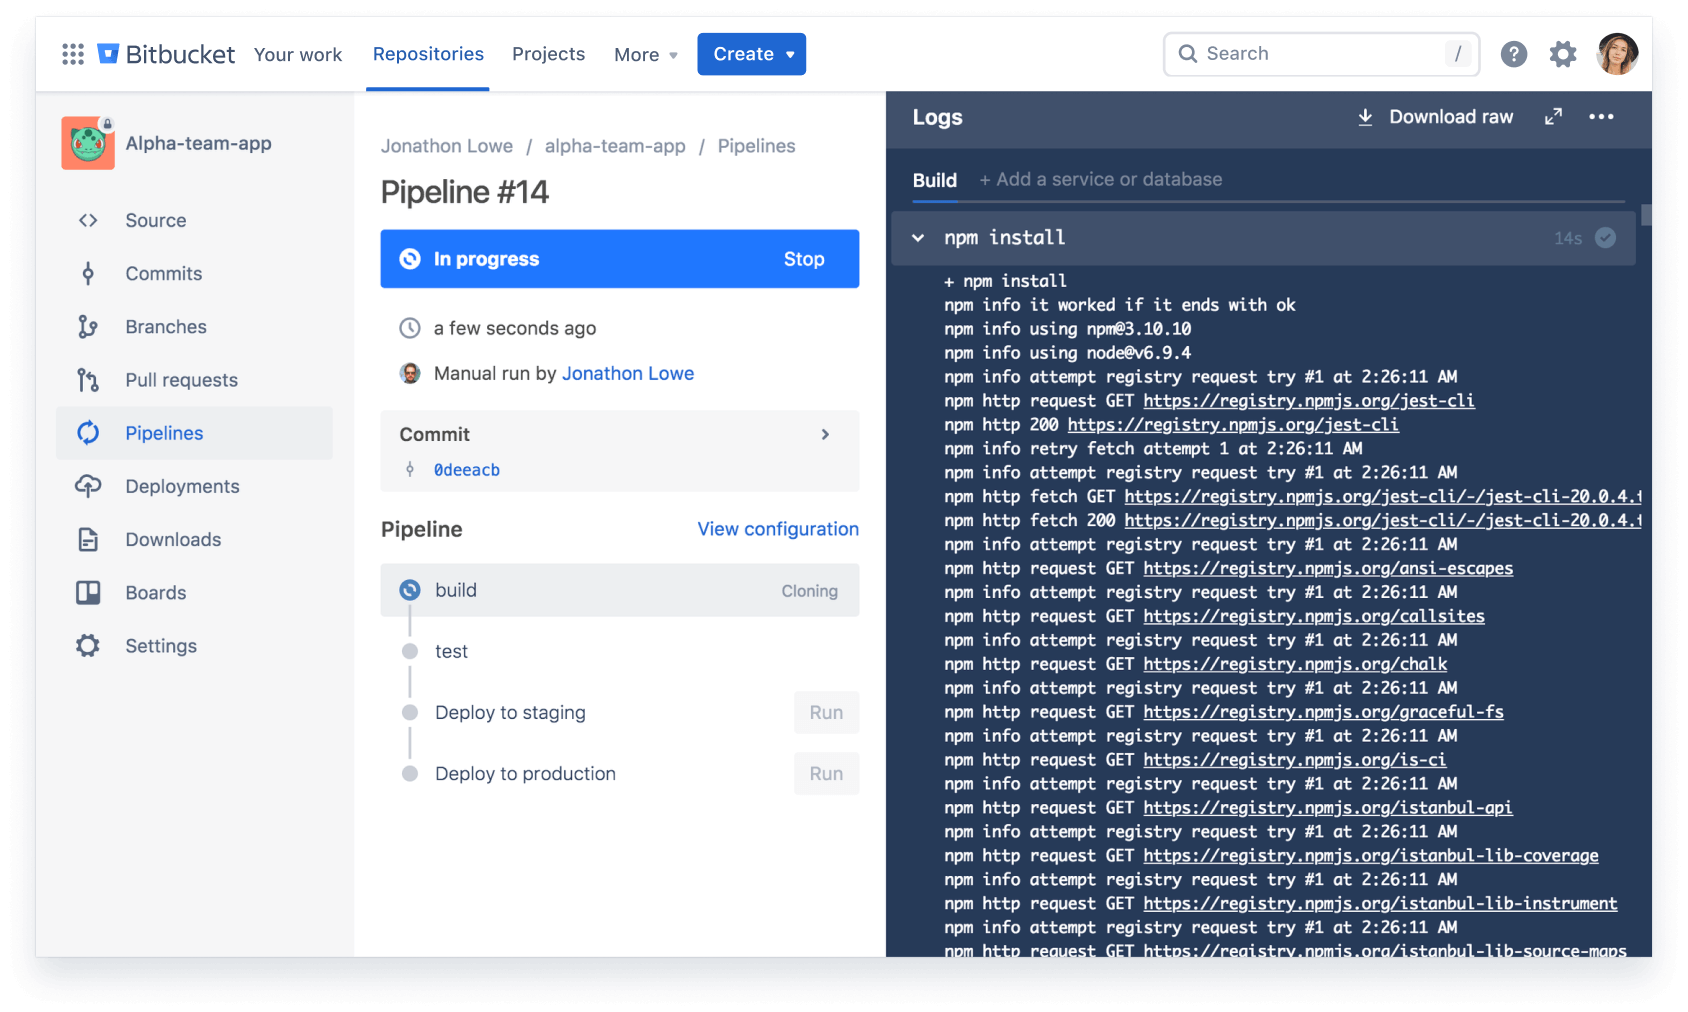 Bitbucket Your work Repositories Projects More Create Search /
Alpha-team-app
Source
Commits
Branches
Pull requests
Pipelines
Deployments
Downloads
Boards
Settings
Jonathon Lowe / alpha-team-app / Pipelines
Pipeline #14
In progress Stop
a few seconds ago
Manual run by Jonathon Lowe
Commit
0deeacb
Pipeline View configuration
build Cloning
test
Deploy to staging Run
Deploy to production Run
Logs Download raw
Build + Add a service or database
npm install 14s
+ npm install
npm info it worked if it ends with ok
npm info using npm@3.10.10
npm info using node@v6.9.4
npm info attempt registry request try #1 at 2:26:11 AM
npm http request GET https://registry.npmjs.org/jest-cli
npm http 200 https://registry.npmjs.org/jest-cli
npm info retry fetch attempt 1 at 2:26:11 AM
npm info attempt registry request try #1 at 2:26:11 AM
npm http fetch GET https://registry.npmjs.org/jest-cli/-/jest-cli-20.0.4.t
npm http fetch 200 https://registry.npmjs.org/jest-cli/-/jest-cli-20.0.4.t
npm info attempt registry request try #1 at 2:26:11 AM
npm http request GET https://registry.npmjs.org/ansi-escapes
npm info attempt registry request try #1 at 2:26:11 AM
npm http request GET https://registry.npmjs.org/callsites
npm info attempt registry request try #1 at 2:26:11 AM
npm http request GET https://registry.npmjs.org/chalk
npm info attempt registry request try #1 at 2:26:11 AM
npm http request GET https://registry.npmjs.org/graceful-fs
npm info attempt registry request try #1 at 2:26:11 AM
npm http request GET https://registry.npmjs.org/is-ci
npm info attempt registry request try #1 at 2:26:11 AM
npm http request GET https://registry.npmjs.org/istanbul-api
npm info attempt registry request try #1 at 2:26:11 AM
npm http request GET https://registry.npmjs.org/istanbul-lib-coverage
npm info attempt registry request try #1 at 2:26:11 AM
npm http request GET https://registry.npmjs.org/istanbul-lib-instrument
npm info attempt registry request try #1 at 2:26:11 AM
npm http request GET https://registry.npmjs.org/istanbul-lib-source-maps